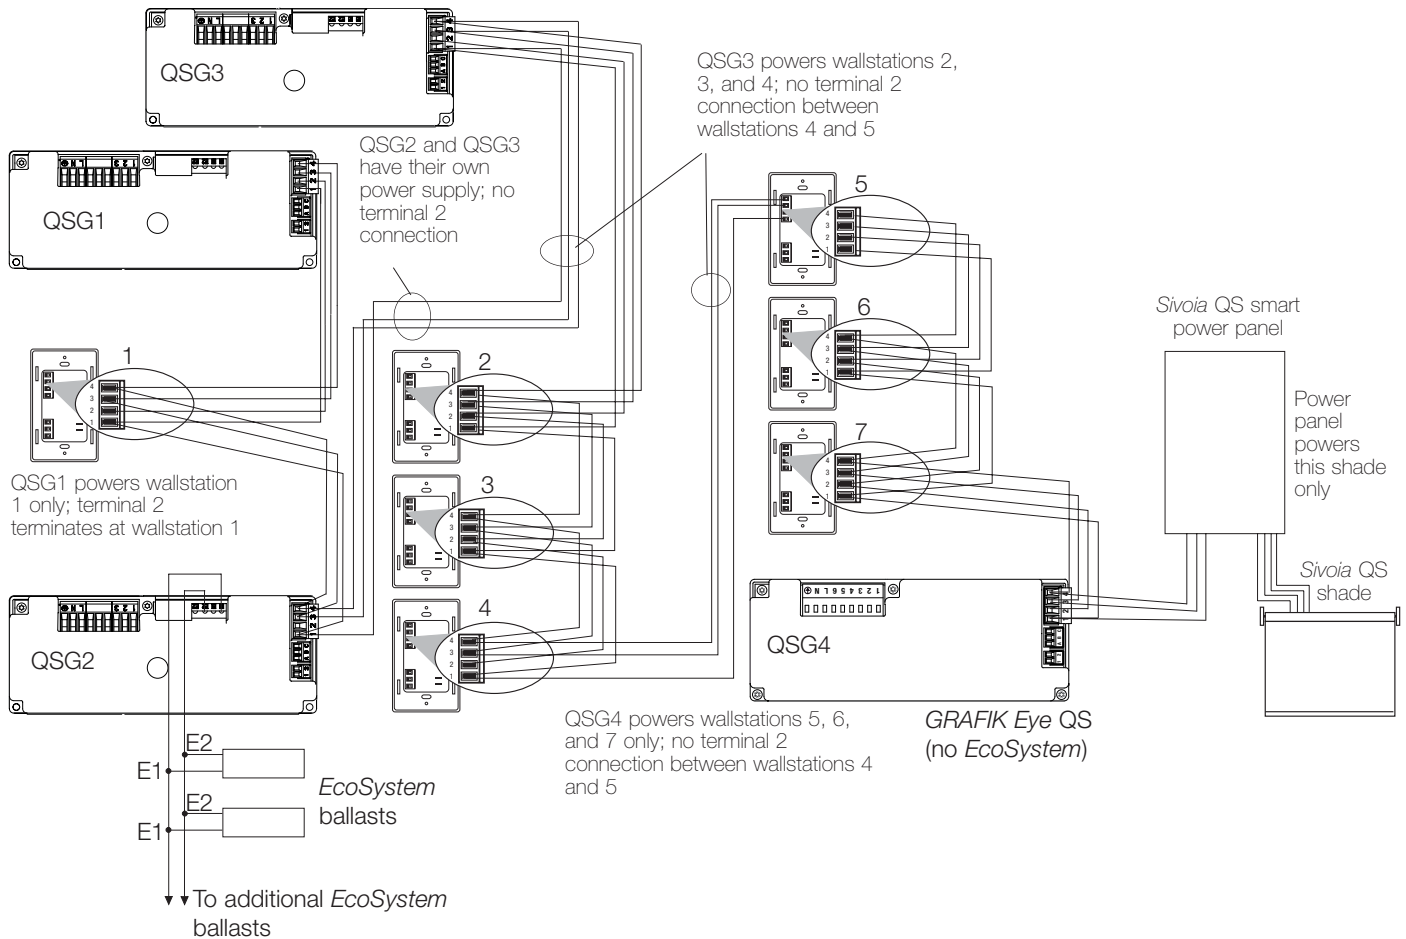 QSG3
QSG3 powers wallstations 2,
3, and 4; no terminal 2
connection between
wallstations 4 and 5
QSG2 and QSG3
have their own
power supply; no
terminal 2
connection
QSG1
1
QSG1 powers wallstation
1 only; terminal 2
terminates at wallstation 1
2
3
4
5
6
7
Sivoia QS smart
power panel
Power
panel
powers
this shade
only
Sivoia QS
shade
QSG2
QSG4
GRAFIK Eye QS
(no EcoSystem)
QSG4 powers wallstations 5, 6,
and 7 only; no terminal 2
connection between wallstations 4
and 5
E2
E1
EcoSystem
ballasts
E2
E1
To additional EcoSystem
ballasts